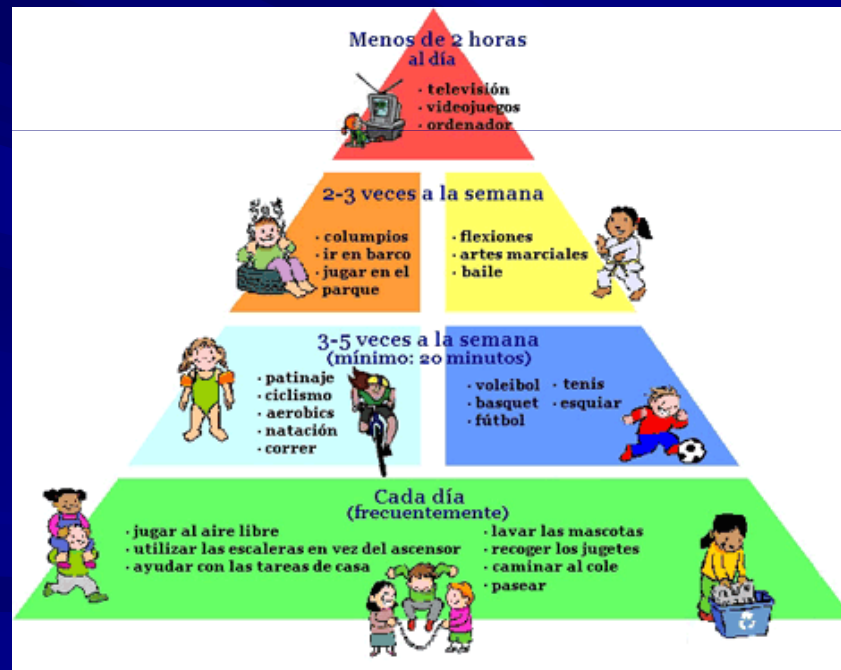 Menos de 2 horas
al día
· televisión
· videojuegos
· ordenador
2-3 veces a la semana
· columpios
· ir en barco
· jugar en el
parque
· flexiones
· artes marciales
· baile
3-5 veces a la semana
(mínimo: 20 minutos)
· patinaje
· ciclismo
· aerobics
· natación
· correr
· voleibol · tenis
· basquet · esquiar
· fútbol
Cada día
(frecuentemente)
· jugar al aire libre
· utilizar las escaleras en vez del ascensor
· ayudar con las tareas de casa
· lavar las mascotas
· recoger los jugetes
· caminar al cole
· pasear